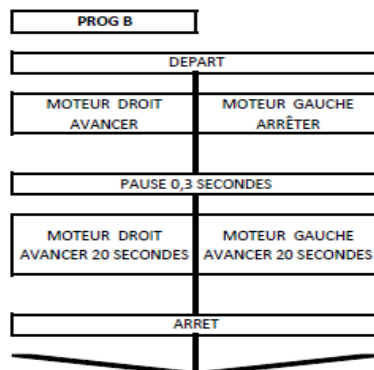 PROG B
DEPART
MOTEUR DROIT
AVANCER
MOTEUR GAUCHE
ARRÊTER
PAUSE 0,3 SECONDES
MOTEUR DROIT
AVANCER 20 SECONDES
MOTEUR GAUCHE
AVANCER 20 SECONDES
ARRET